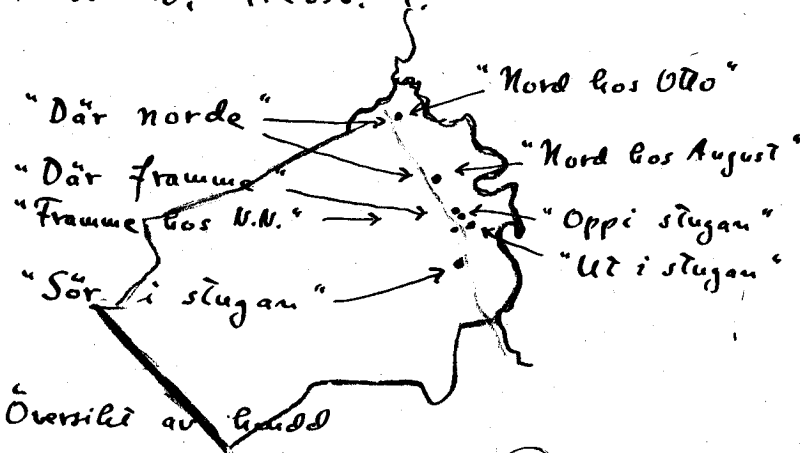 "Nord hos Otto"
"Där norde"
"Nord hos August"
"Där framme"
"Framme hos N.N."
"Oppi stugan"
"Ut i stugan"
"Sör i stugan"
Översikt av